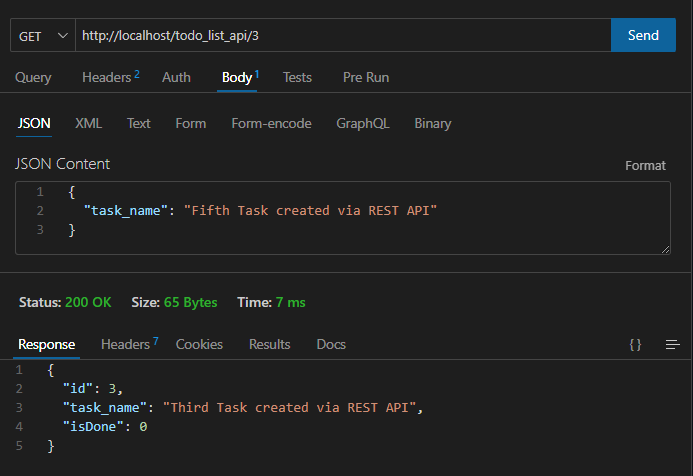 GET http://localhost/todo_list_api/3 Send
Query Headers 2 Auth Body 1 Tests Pre Run
JSON XML Text Form Form-encode GraphQL Binary
JSON Content Format
1 {
2 "task_name": "Fifth Task created via REST API"
3 }
Status: 200 OK Size: 65 Bytes Time: 7 ms
Response Headers 7 Cookies Results Docs { }
1 {
2 "id": 3,
3 "task_name": "Third Task created via REST API",
4 "isDone": 0
5 }